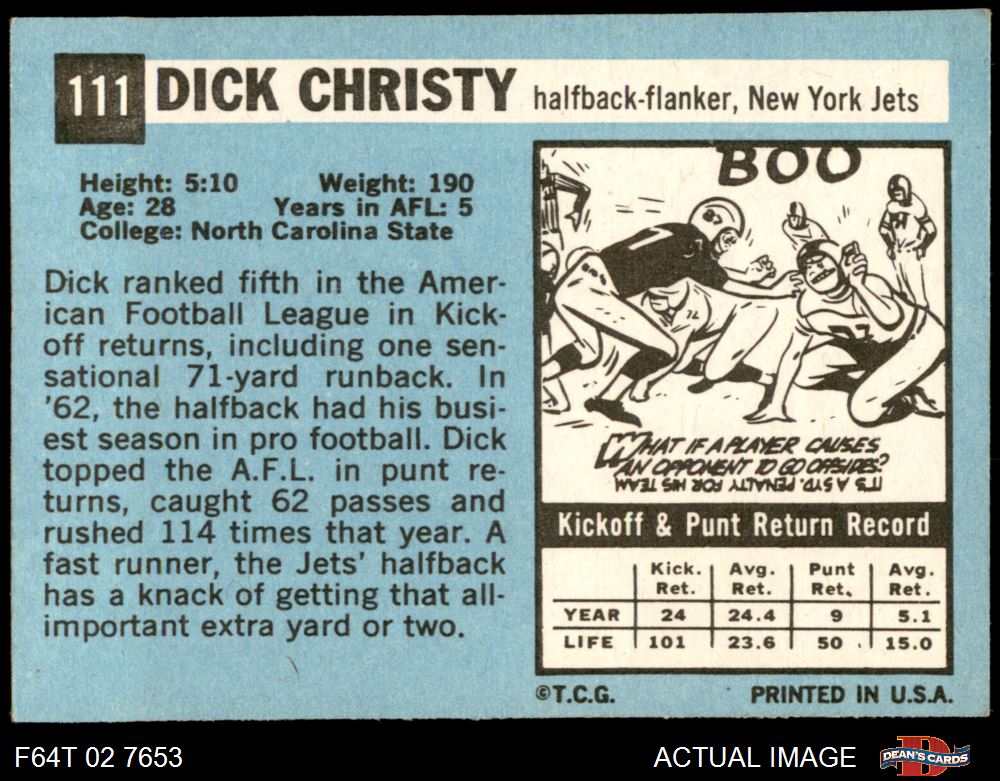 111 DICK CHRISTY halfback-flanker, New York Jets
Height: 5:10 Weight: 190
Age: 28 Years in AFL: 5
College: North Carolina State
Dick ranked fifth in the Amer-
ican Football League in Kick-
off returns, including one sen-
sational 71-yard runback. In
'62, the halfback had his busi-
est season in pro football. Dick
topped the A.F.L. in punt re-
turns, caught 62 passes and
rushed 114 times that year. A
fast runner, the Jets' halfback
has a knack of getting that all-
important extra yard or two.
BOO
WHAT IF A PLAYER CAUSES
AN OPPONENT TO GO OFFSIDES?
IT'S A 5 YD. PENALTY FOR HIS TEAM
Kickoff & Punt Return Record
Kick. Avg. Punt Avg.
Ret. Ret. Ret. Ret.
YEAR 24 24.4 9 5.1
LIFE 101 23.6 50 15.0
©T.C.G. PRINTED IN U.S.A.
F64T 02 7653 ACTUAL IMAGE DEAN'S CARDS